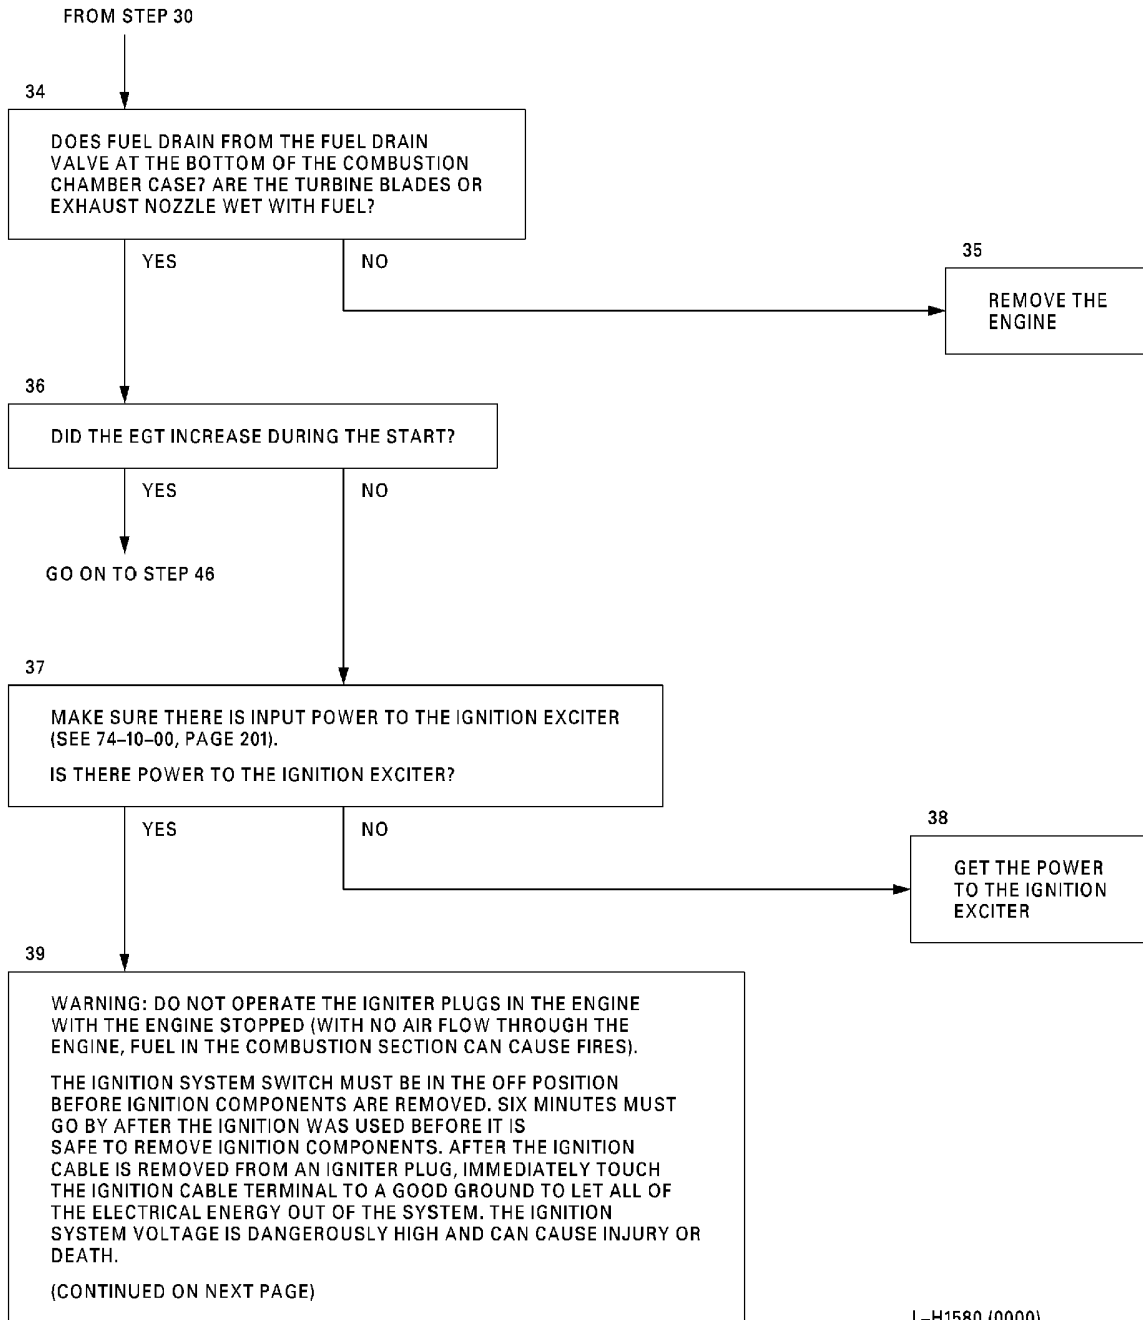 FROM STEP 30
34
DOES FUEL DRAIN FROM THE FUEL DRAIN
VALVE AT THE BOTTOM OF THE COMBUSTION
CHAMBER CASE? ARE THE TURBINE BLADES OR
EXHAUST NOZZLE WET WITH FUEL?
YES
NO
35
REMOVE THE
ENGINE
36
DID THE EGT INCREASE DURING THE START?
YES
NO
GO ON TO STEP 46
37
MAKE SURE THERE IS INPUT POWER TO THE IGNITION EXCITER
(SEE 74–10–00, PAGE 201).
IS THERE POWER TO THE IGNITION EXCITER?
YES
NO
38
GET THE POWER
TO THE IGNITION
EXCITER
39
WARNING: DO NOT OPERATE THE IGNITER PLUGS IN THE ENGINE
WITH THE ENGINE STOPPED (WITH NO AIR FLOW THROUGH THE
ENGINE, FUEL IN THE COMBUSTION SECTION CAN CAUSE FIRES).
THE IGNITION SYSTEM SWITCH MUST BE IN THE OFF POSITION
BEFORE IGNITION COMPONENTS ARE REMOVED. SIX MINUTES MUST
GO BY AFTER THE IGNITION WAS USED BEFORE IT IS
SAFE TO REMOVE IGNITION COMPONENTS. AFTER THE IGNITION
CABLE IS REMOVED FROM AN IGNITER PLUG, IMMEDIATELY TOUCH
THE IGNITION CABLE TERMINAL TO A GOOD GROUND TO LET ALL OF
THE ELECTRICAL ENERGY OUT OF THE SYSTEM. THE IGNITION
SYSTEM VOLTAGE IS DANGEROUSLY HIGH AND CAN CAUSE INJURY OR
DEATH.
(CONTINUED ON NEXT PAGE)
L–H1580 (0000)